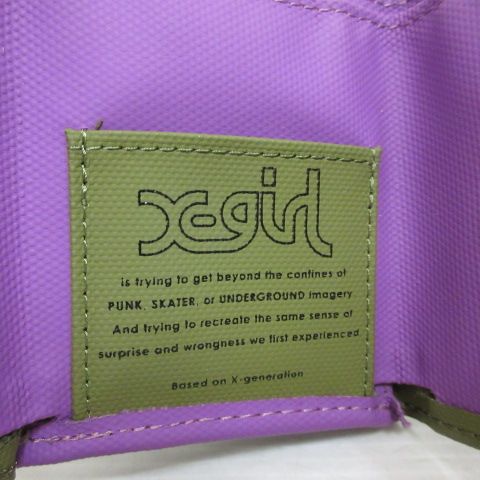 X-girl
is trying to get beyond the confines of
PUNK, SKATER, or UNDERGROUND imagery
And trying to recreate the same sense of
surprise and wrongness we first experienced.
Based on X-generation